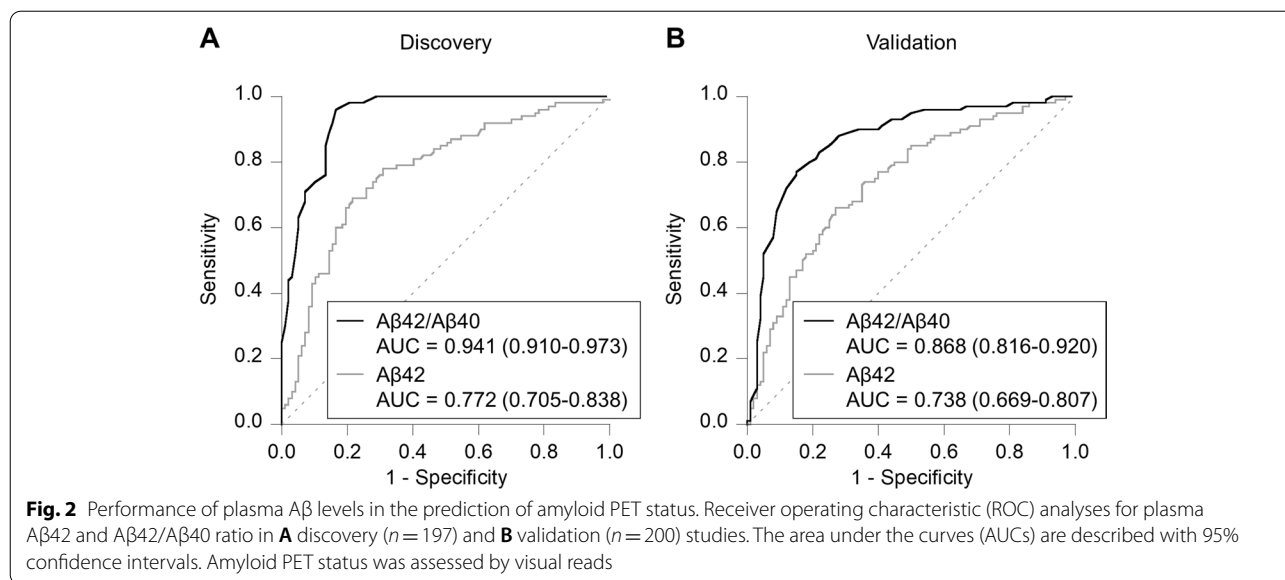 A
Discovery
1.0
0.8
0.6
0.4
0.2
0.0
Sensitivity
0.0 0.2 0.4 0.6 0.8 1.0
1 - Specificity
Aβ42/Aβ40
AUC = 0.941 (0.910-0.973)
Aβ42
AUC = 0.772 (0.705-0.838)
B
Validation
1.0
0.8
0.6
0.4
0.2
0.0
Sensitivity
0.0 0.2 0.4 0.6 0.8 1.0
1 - Specificity
Aβ42/Aβ40
AUC = 0.868 (0.816-0.920)
Aβ42
AUC = 0.738 (0.669-0.807)
Fig. 2 Performance of plasma Aβ levels in the prediction of amyloid PET status. Receiver operating characteristic (ROC) analyses for plasma
Aβ42 and Aβ42/Aβ40 ratio in A discovery (n = 197) and B validation (n = 200) studies. The area under the curves (AUCs) are described with 95%
confidence intervals. Amyloid PET status was assessed by visual reads